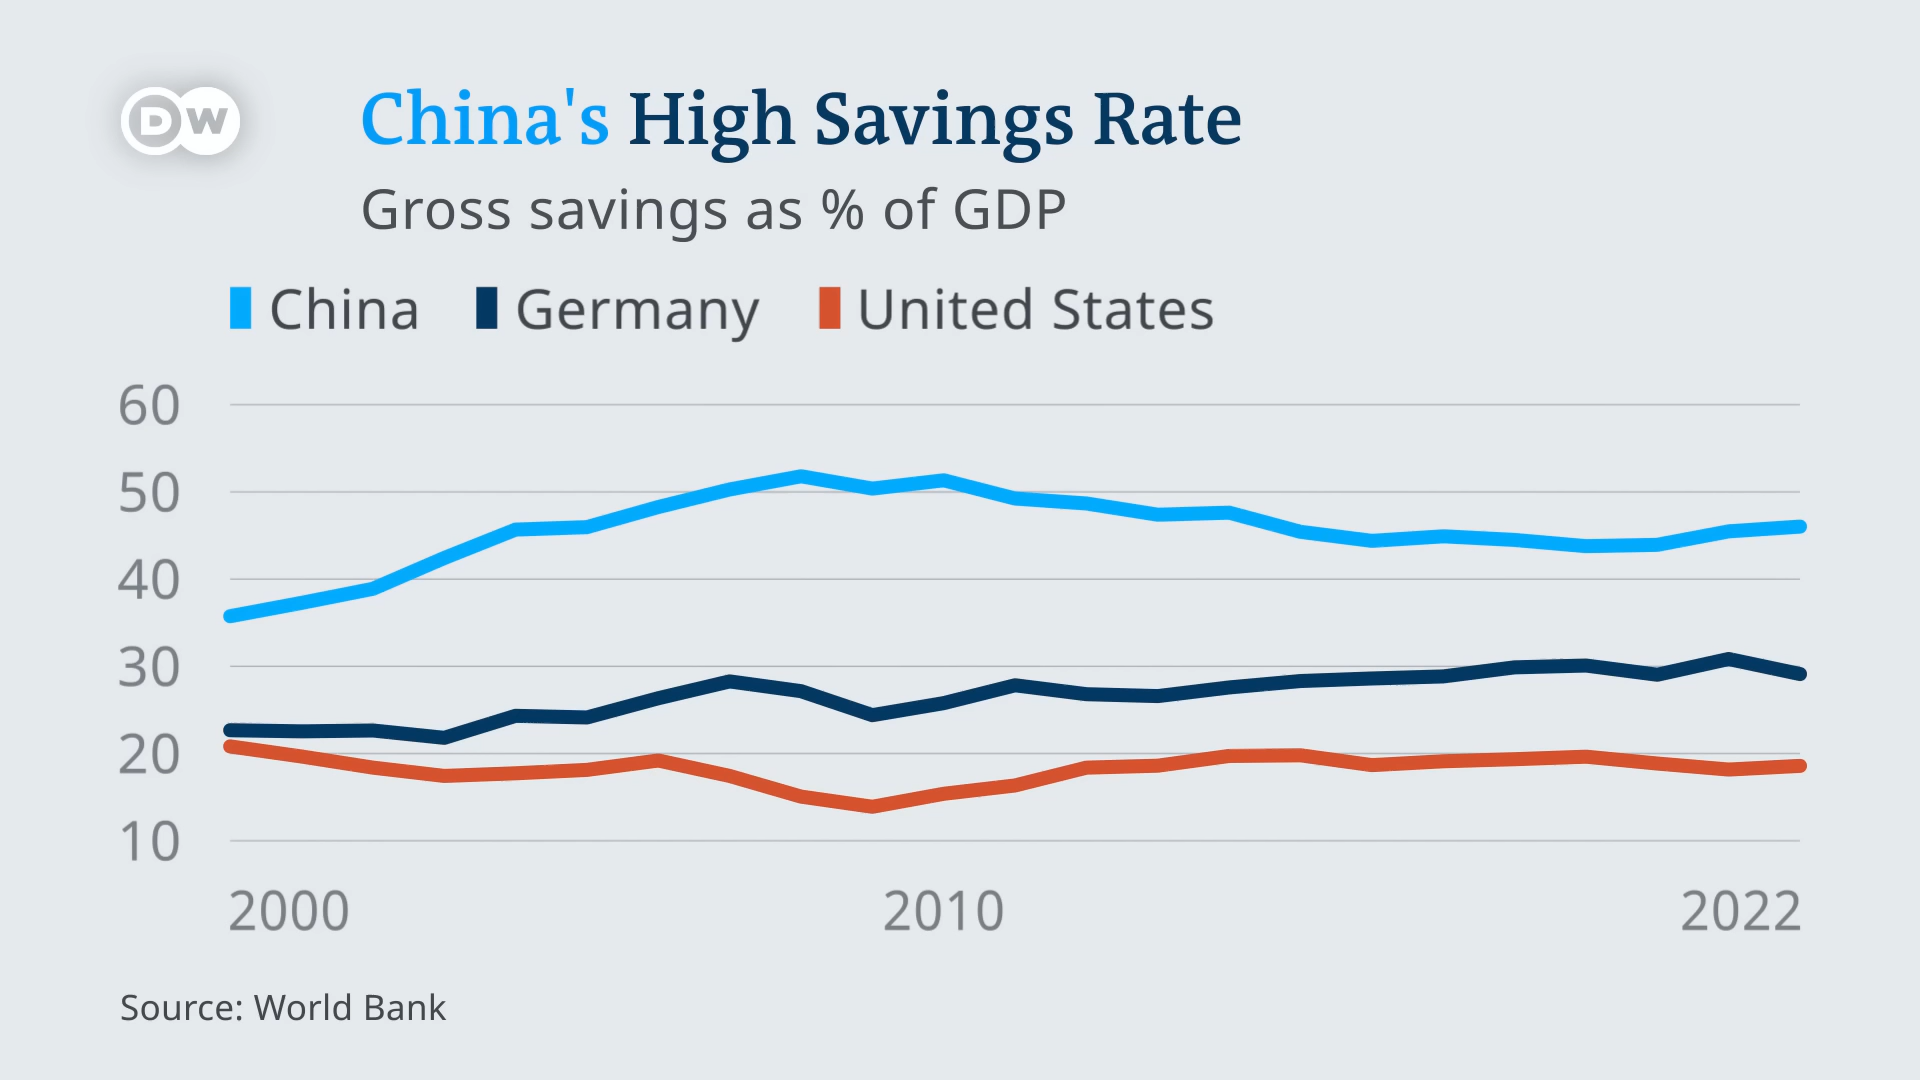 DW
China's High Savings Rate
Gross savings as % of GDP
China Germany United States
60
50
40
30
20
10
2000 2010 2022
Source: World Bank